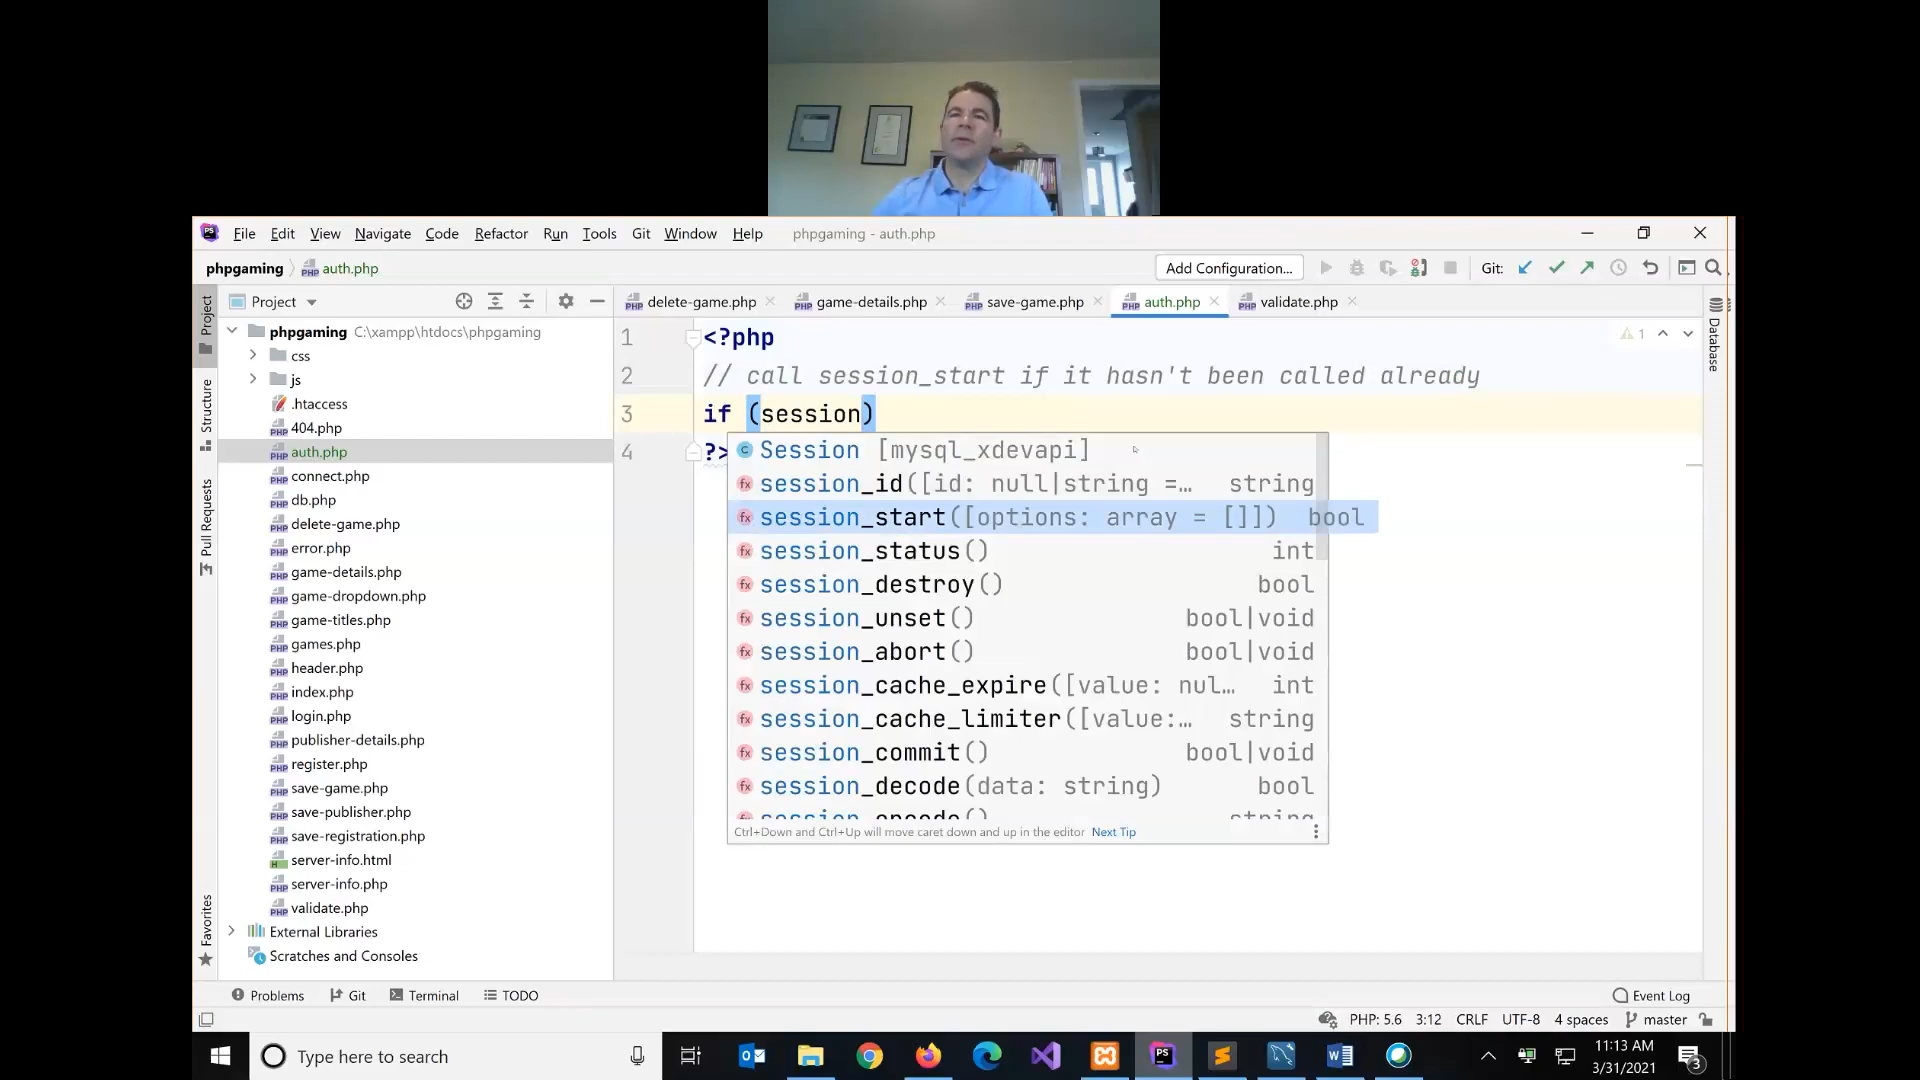 File Edit View Navigate Code Refactor Run Tools Git Window Help phpgaming - auth.php
phpgaming auth.php Add Configuration... Git:
Project
delete-game.php game-details.php save-game.php auth.php validate.php
phpgaming C:\xampp\htdocs\phpgaming
css
js
.htaccess
404.php
auth.php
connect.php
db.php
delete-game.php
error.php
game-details.php
game-dropdown.php
game-titles.php
games.php
header.php
index.php
login.php
publisher-details.php
register.php
save-game.php
save-publisher.php
save-registration.php
server-info.html
server-info.php
validate.php
External Libraries
Scratches and Consoles
Project
Structure
Pull Requests
Favorites
1 <?php
2 // call session_start if it hasn't been called already
3 if (session)
4 ?>
1
Session [mysql_xdevapi]
session_id([id: null|string =… string
session_start([options: array = []]) bool
session_status() int
session_destroy() bool
session_unset() bool|void
session_abort() bool|void
session_cache_expire([value: nul… int
session_cache_limiter([value:… string
session_commit() bool|void
session_decode(data: string) bool
Ctrl+Down and Ctrl+Up will move caret down and up in the editor Next Tip
Database
Problems Git Terminal TODO Event Log
PHP: 5.6 3:12 CRLF UTF-8 4 spaces master
Type here to search
11:13 AM
3/31/2021
3